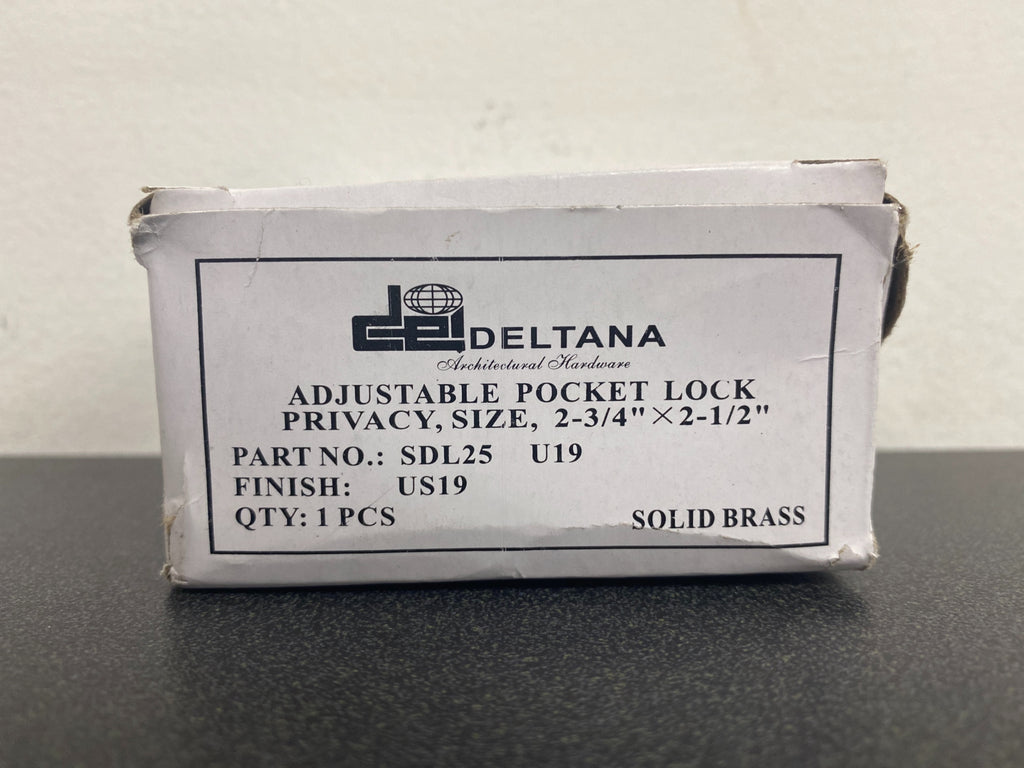 del DELTANA
Architectural Hardware
ADJUSTABLE POCKET LOCK
PRIVACY, SIZE, 2-3/4"×2-1/2"
PART NO.: SDL25 U19
FINISH: US19
QTY: 1 PCS SOLID BRASS